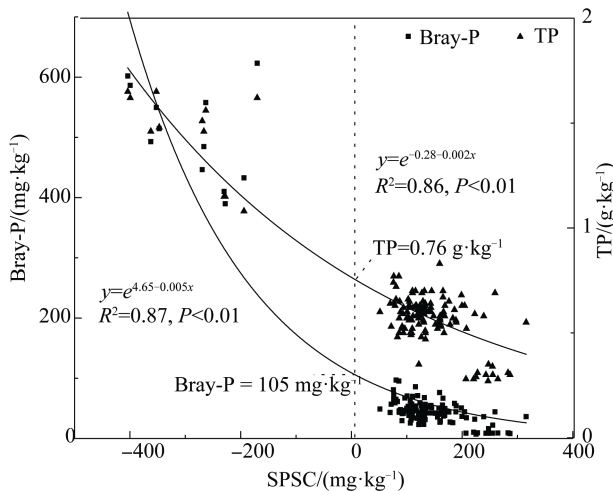 ■ Bray-P ▲ TP
Bray-P/(mg·kg⁻¹)
600
400
200
100
0
2
1
0
TP/(g·kg⁻¹)
y=e^{-0.28-0.002x}
R²=0.86, P<0.01
TP=0.76 g·kg⁻¹
y=e^{4.65-0.005x}
R²=0.87, P<0.01
Bray-P = 105 mg·kg⁻¹
−400 −200 0 200 400
SPSC/(mg·kg⁻¹)